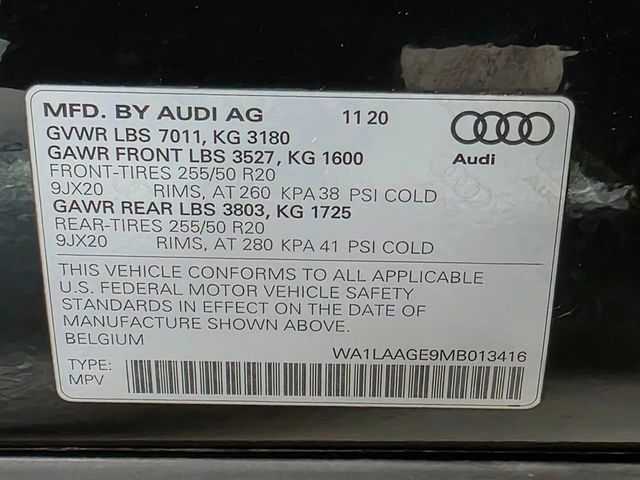 MFD. BY AUDI AG 11 20
GVWR LBS 7011, KG 3180
GAWR FRONT LBS 3527, KG 1600
Audi
FRONT-TIRES 255/50 R20
9JX20 RIMS, AT 260 KPA 38 PSI COLD
GAWR REAR LBS 3803, KG 1725
REAR-TIRES 255/50 R20
9JX20 RIMS, AT 280 KPA 41 PSI COLD
THIS VEHICLE CONFORMS TO ALL APPLICABLE
U.S. FEDERAL MOTOR VEHICLE SAFETY
STANDARDS IN EFFECT ON THE DATE OF
MANUFACTURE SHOWN ABOVE.
BELGIUM
WA1LAAGE9MB013416
TYPE:
MPV